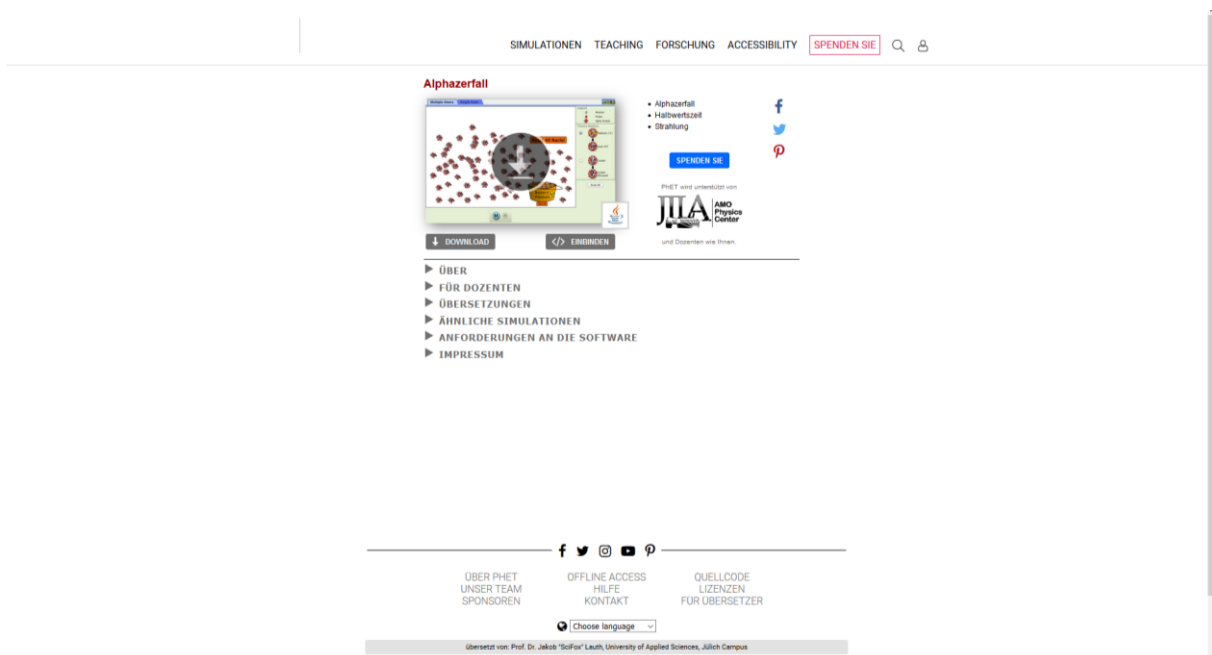 SIMULATIONEN TEACHING FORSCHUNG ACCESSIBILITY SPENDEN SIE
Alphazerfall
Alphazerfall
Halbwertszeit
Strahlung
SPENDEN SIE
PhET wird unterstützt von
JILA AMO
Physics
Center
und Dozenten wie Ihnen.
DOWNLOAD
EINBINDEN
ÜBER
FÜR DOZENTEN
ÜBERSETZUNGEN
ÄHNLICHE SIMULATIONEN
ANFORDERUNGEN AN DIE SOFTWARE
IMPRESSUM
ÜBER PHET
UNSER TEAM
SPONSOREN
OFFLINE ACCESS
HILFE
KONTAKT
QUELLCODE
LIZENZEN
FÜR ÜBERSETZER
Choose language
übersetzt von: Prof. Dr. Jakob "SciFox" Lauth, University of Applied Sciences, Jülich Campus